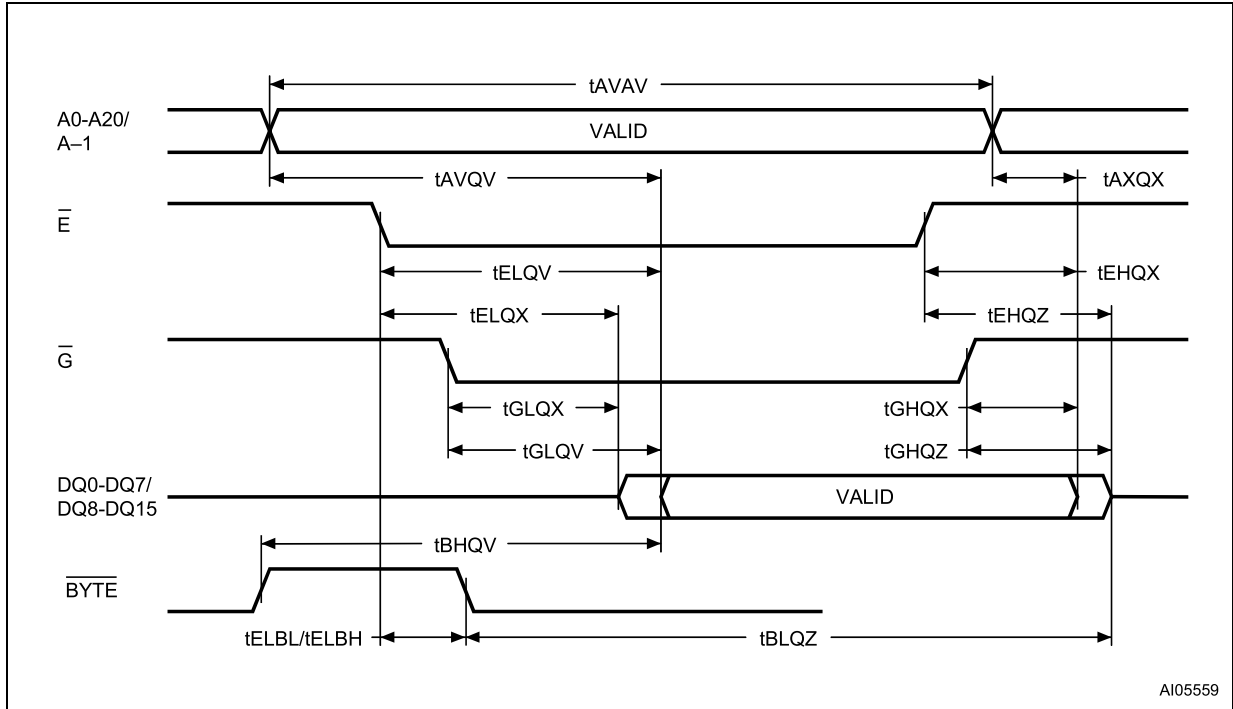 tAVAV
A0-A20/
A–1
VALID
tAVQV
tAXQX
E
tELQV
tEHQX
tELQX
tEHQZ
G
tGLQX
tGHQX
tGLQV
tGHQZ
DQ0-DQ7/
DQ8-DQ15
VALID
tBHQV
BYTE
tELBL/tELBH
tBLQZ
AI05559